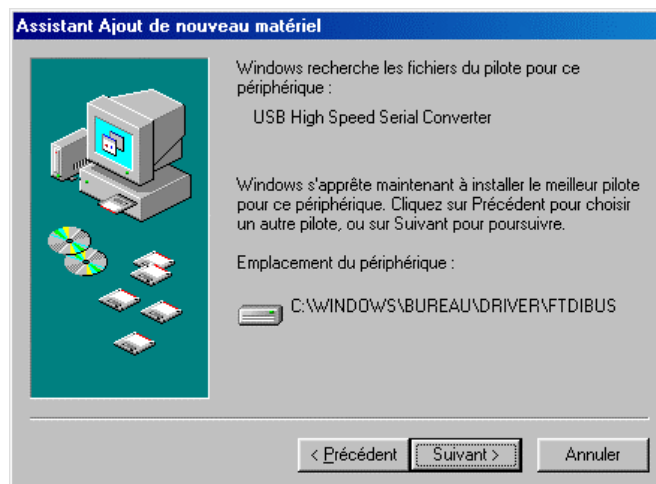 Assistant Ajout de nouveau matériel
Windows recherche les fichiers du pilote pour ce
périphérique :
USB High Speed Serial Converter
Windows s'apprête maintenant à installer le meilleur pilote
pour ce périphérique. Cliquez sur Précédent pour choisir
un autre pilote, ou sur Suivant pour poursuivre.
Emplacement du périphérique :
C:\WINDOWS\BUREAU\DRIVER\FTDIBUS
< Précédent
Suivant >
Annuler